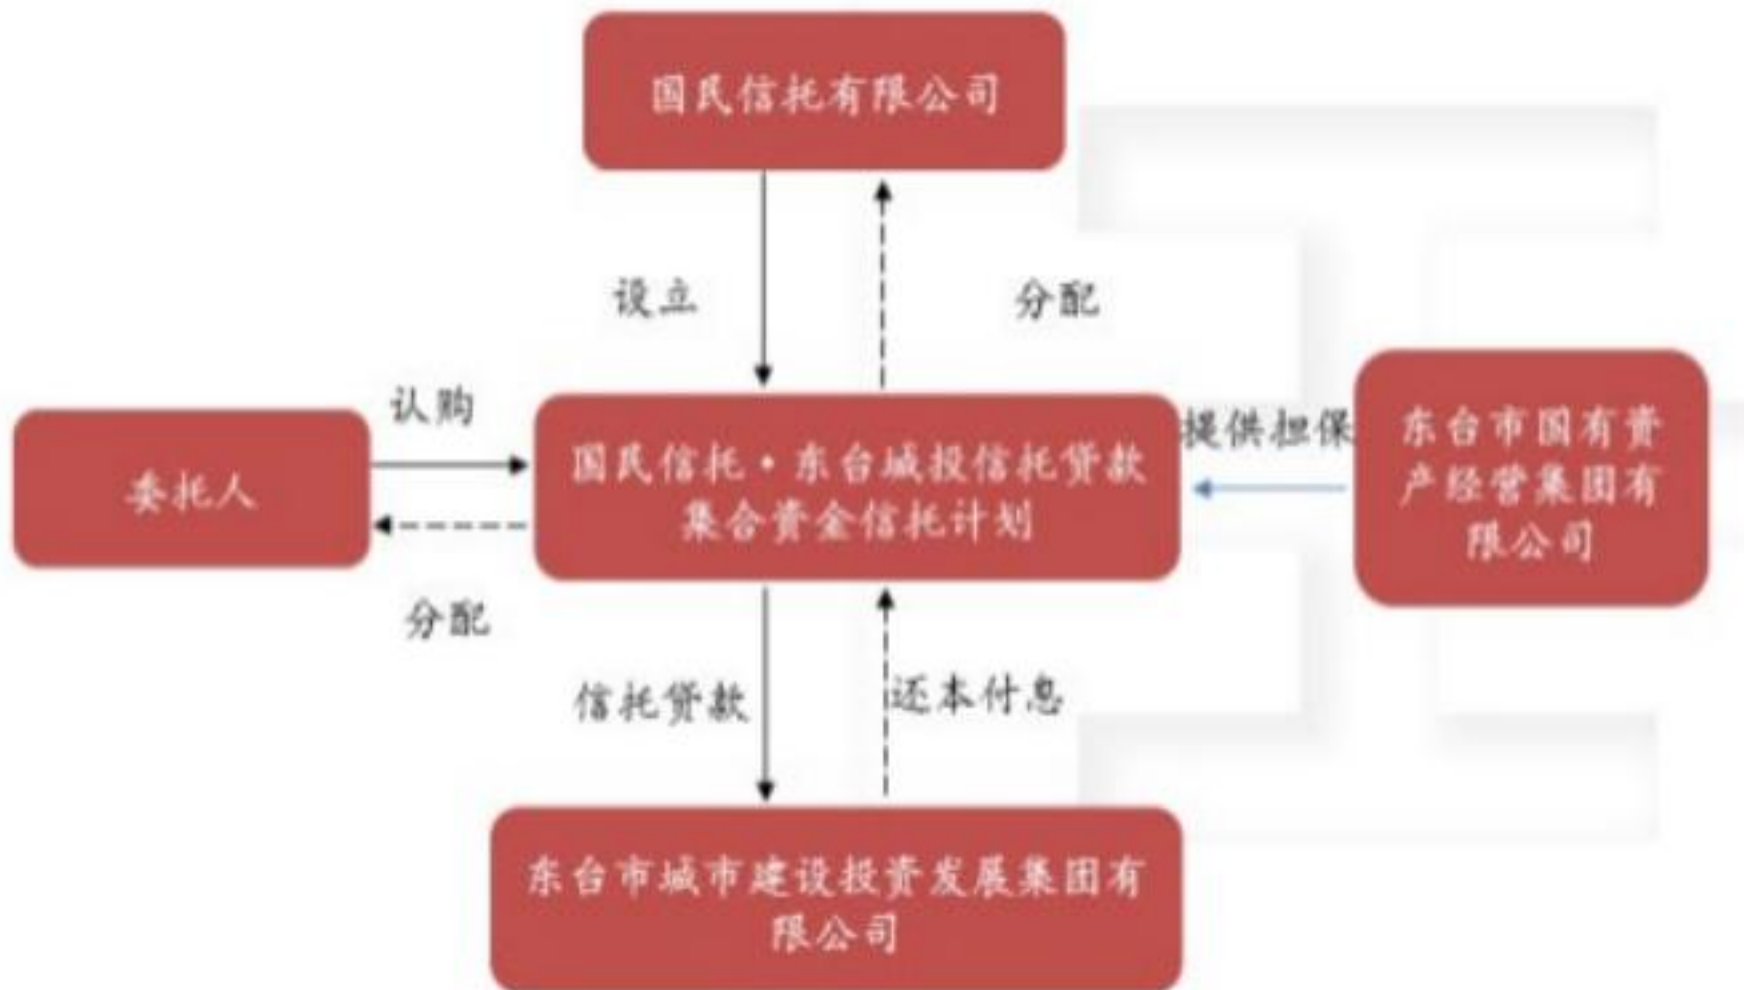 国民信托有限公司
设立
分配
认购
委托人
分配
国民信托·东台城投信托贷款
集合资金信托计划
提供担保
东台市国有资
产经营集团有
限公司
信托贷款
还本付息
东台市城市建设投资发展集团有
限公司